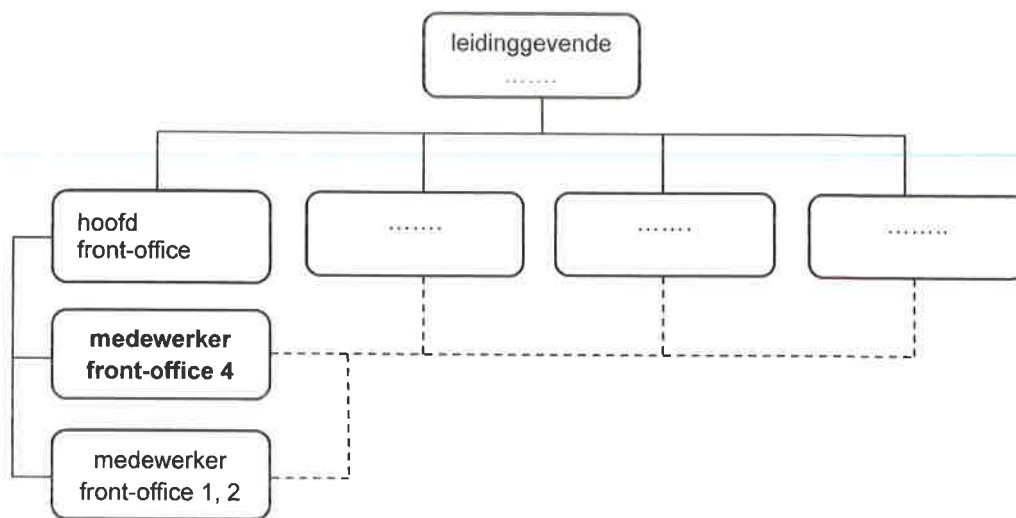 leidinggevende
.......
hoofd
front-office
.......
.......
........
medewerker
front-office 4
medewerker
front-office 1, 2